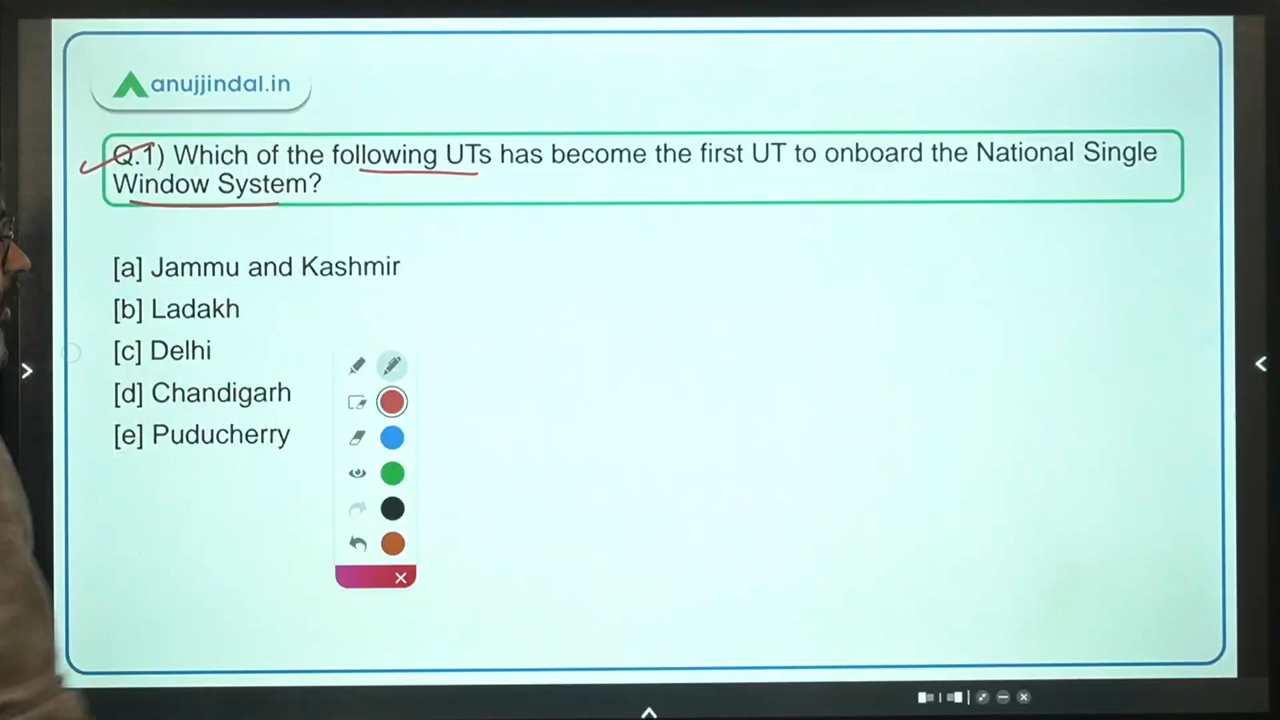 anujjindal.in
Q.1) Which of the following UTs has become the first UT to onboard the National Single
Window System?
[a] Jammu and Kashmir
[b] Ladakh
[c] Delhi
[d] Chandigarh
[e] Puducherry